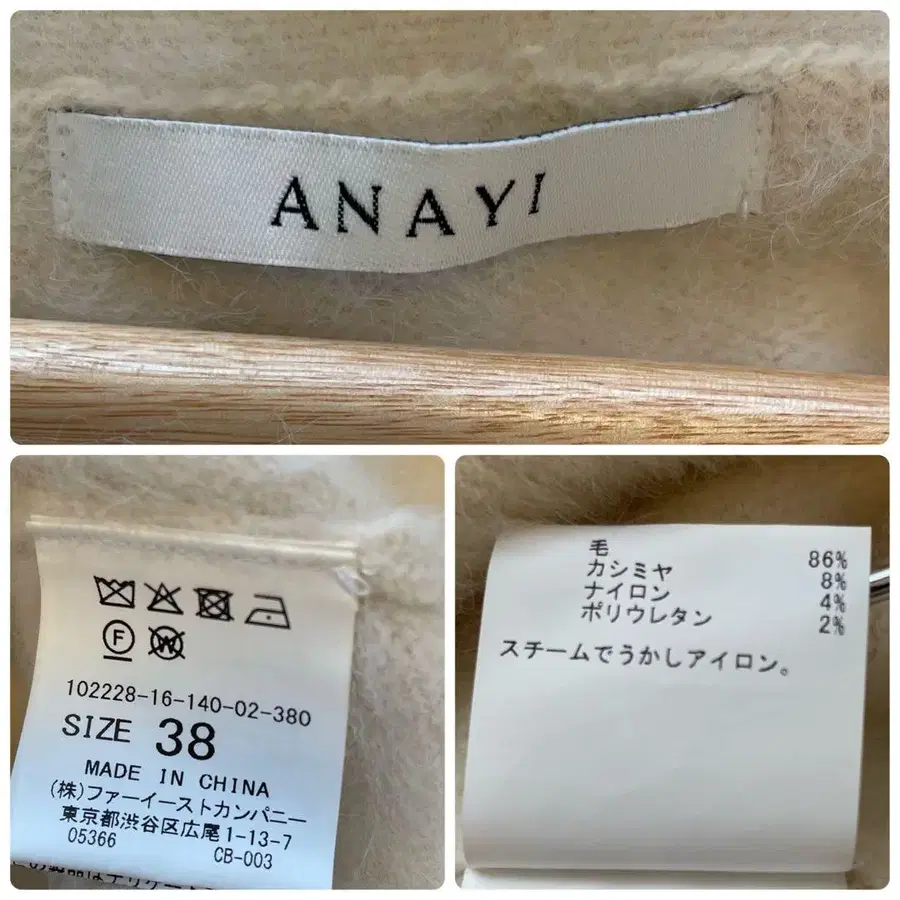 ANAYI
F W
102228-16-140-02-380
SIZE 38
MADE IN CHINA
(株)ファーイーストカンパニー
東京都渋谷区広尾1-13-7
05366 CB-003
毛 86%
カシミヤ 8%
ナイロン 4%
ポリウレタン 2%
スチームでうかしアイロン。